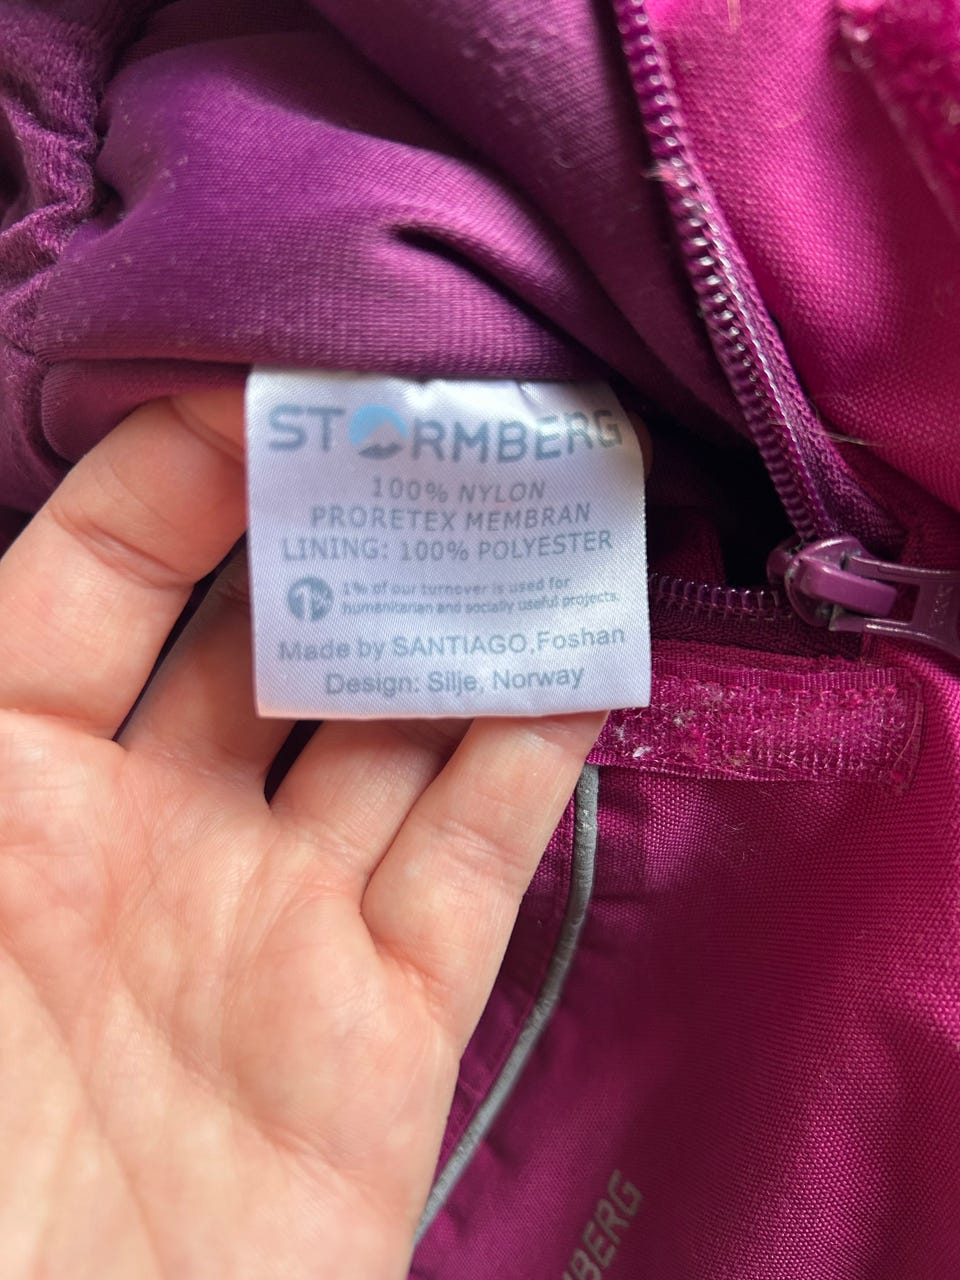 STORMBERG
100% NYLON
PRORETEX MEMBRAN
LINING: 100% POLYESTER
1% of our turnover is used for
humanitarian and socially useful projects.
Made by SANTIAGO,Foshan
Design: Silje, Norway
MBERG